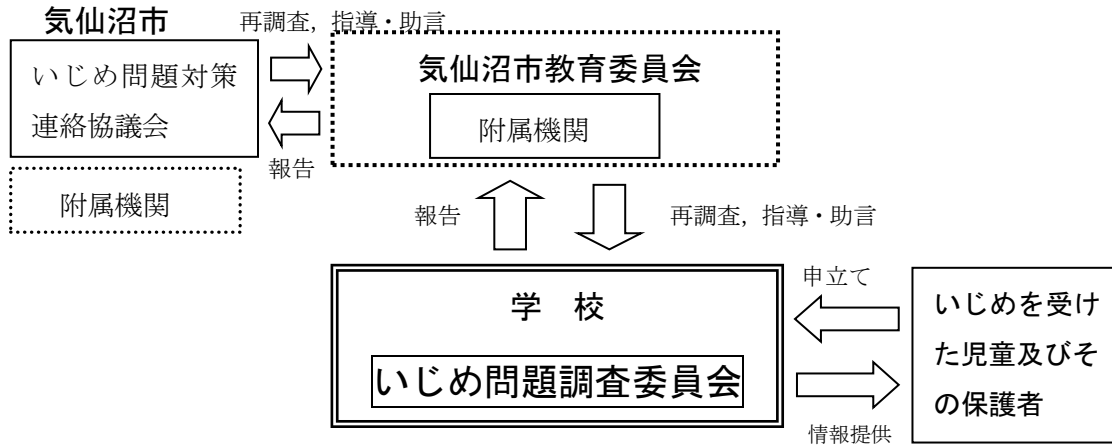 気仙沼市
再調査，指導・助言
いじめ問題対策
連絡協議会
報告
附属機関
気仙沼市教育委員会
附属機関
報告
再調査，指導・助言
学　校
いじめ問題調査委員会
申立て
情報提供
いじめを受け
た児童及びそ
の保護者